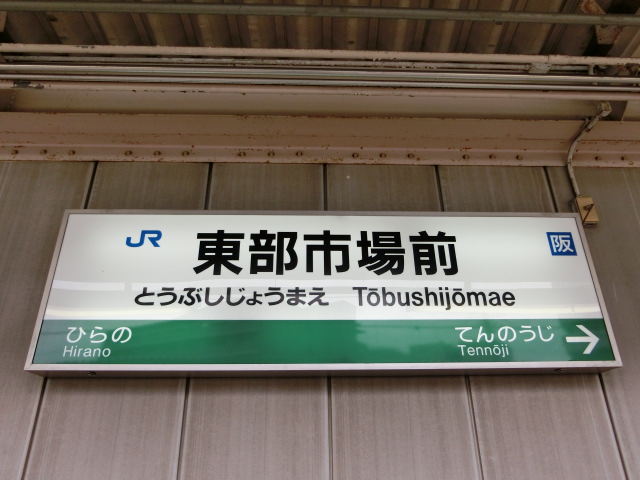 JR 東部市場前 阪
とうぶしじょうまえ Tōbushijōmae
ひらの てんのうじ
Hirano Tennōji